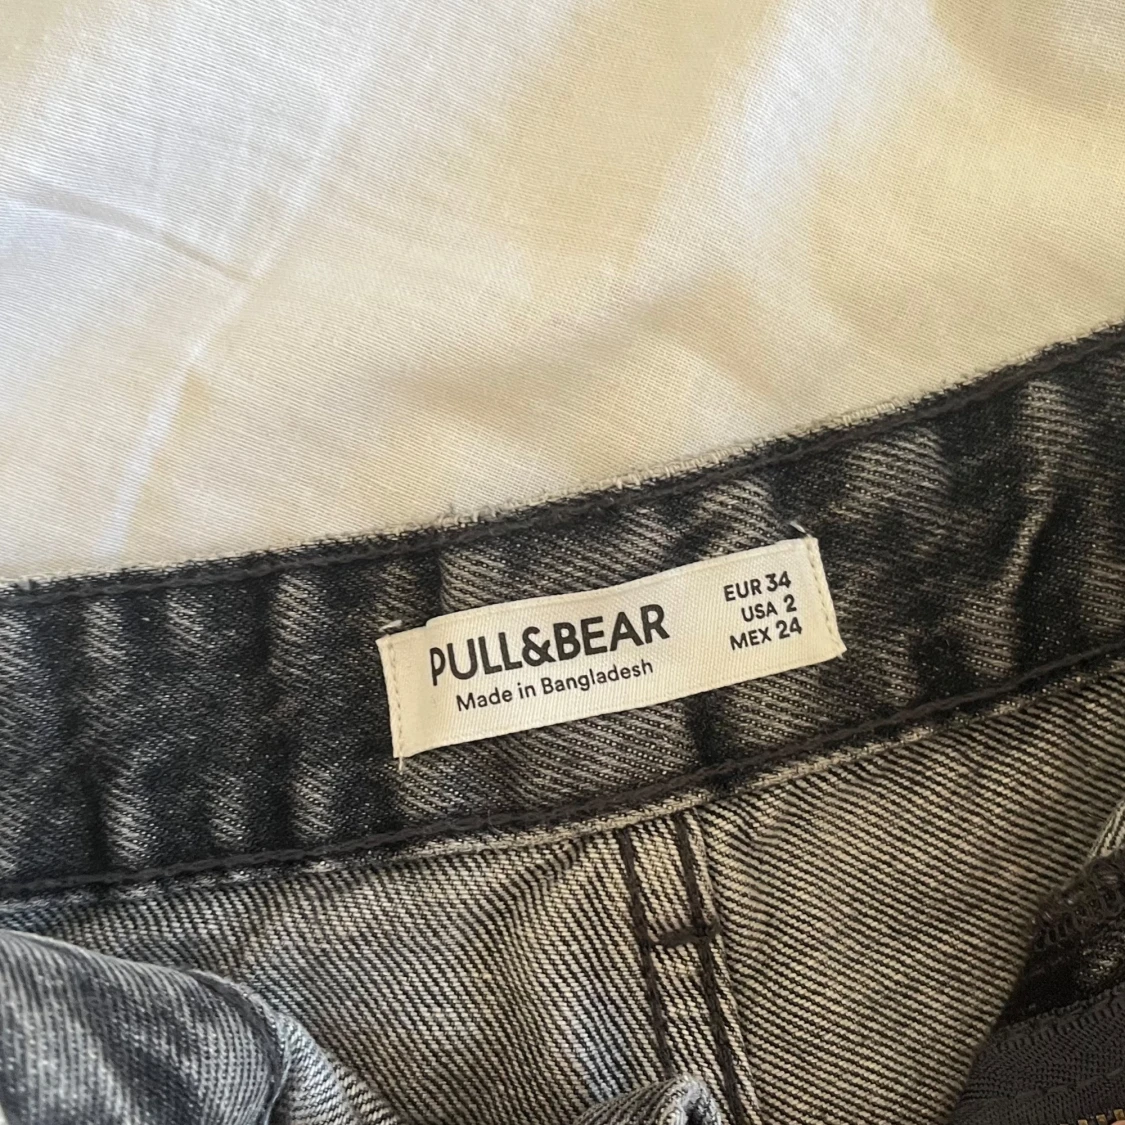 PULL&BEAR
Made in Bangladesh
EUR 34
USA 2
MEX 24